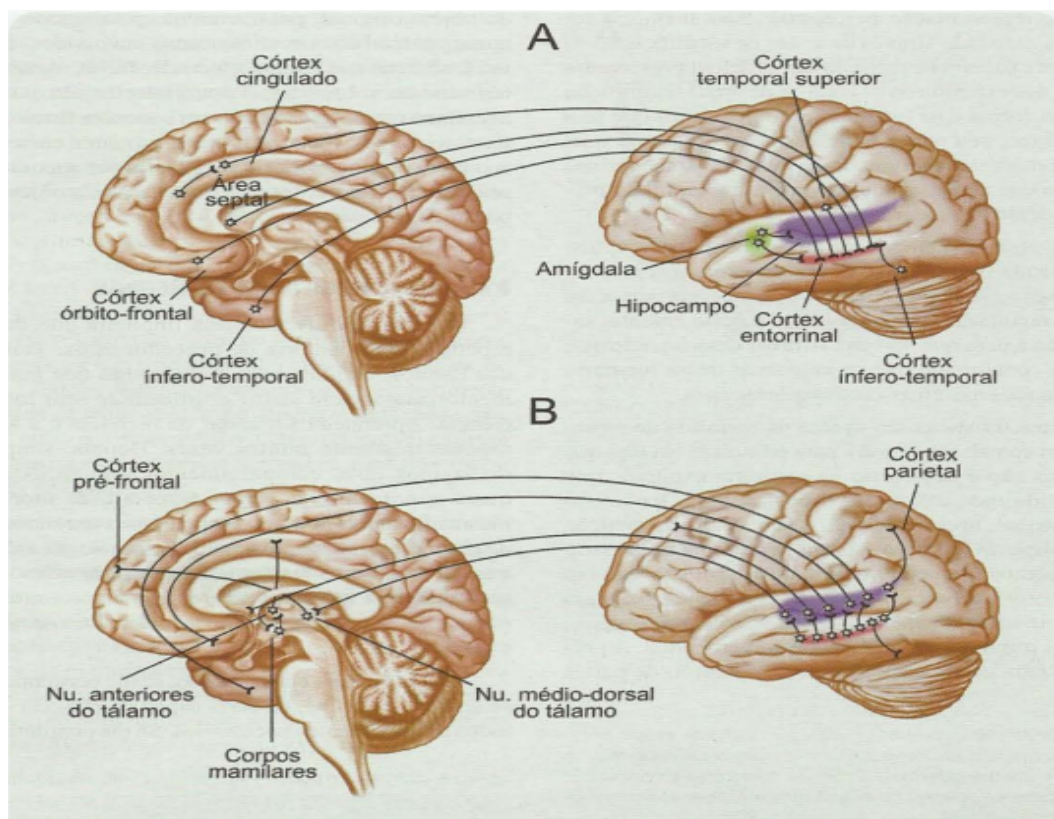 A
Córtex
cingulado
Área
septal
Córtex
órbito-frontal
Córtex
ínfero-temporal
Córtex
temporal superior
Amígdala
Hipocampo
Córtex
entorrinal
Córtex
ínfero-temporal
B
Córtex
pré-frontal
Nu. anteriores
do tálamo
Corpos
mamilares
Nu. médio-dorsal
do tálamo
Córtex
parietal